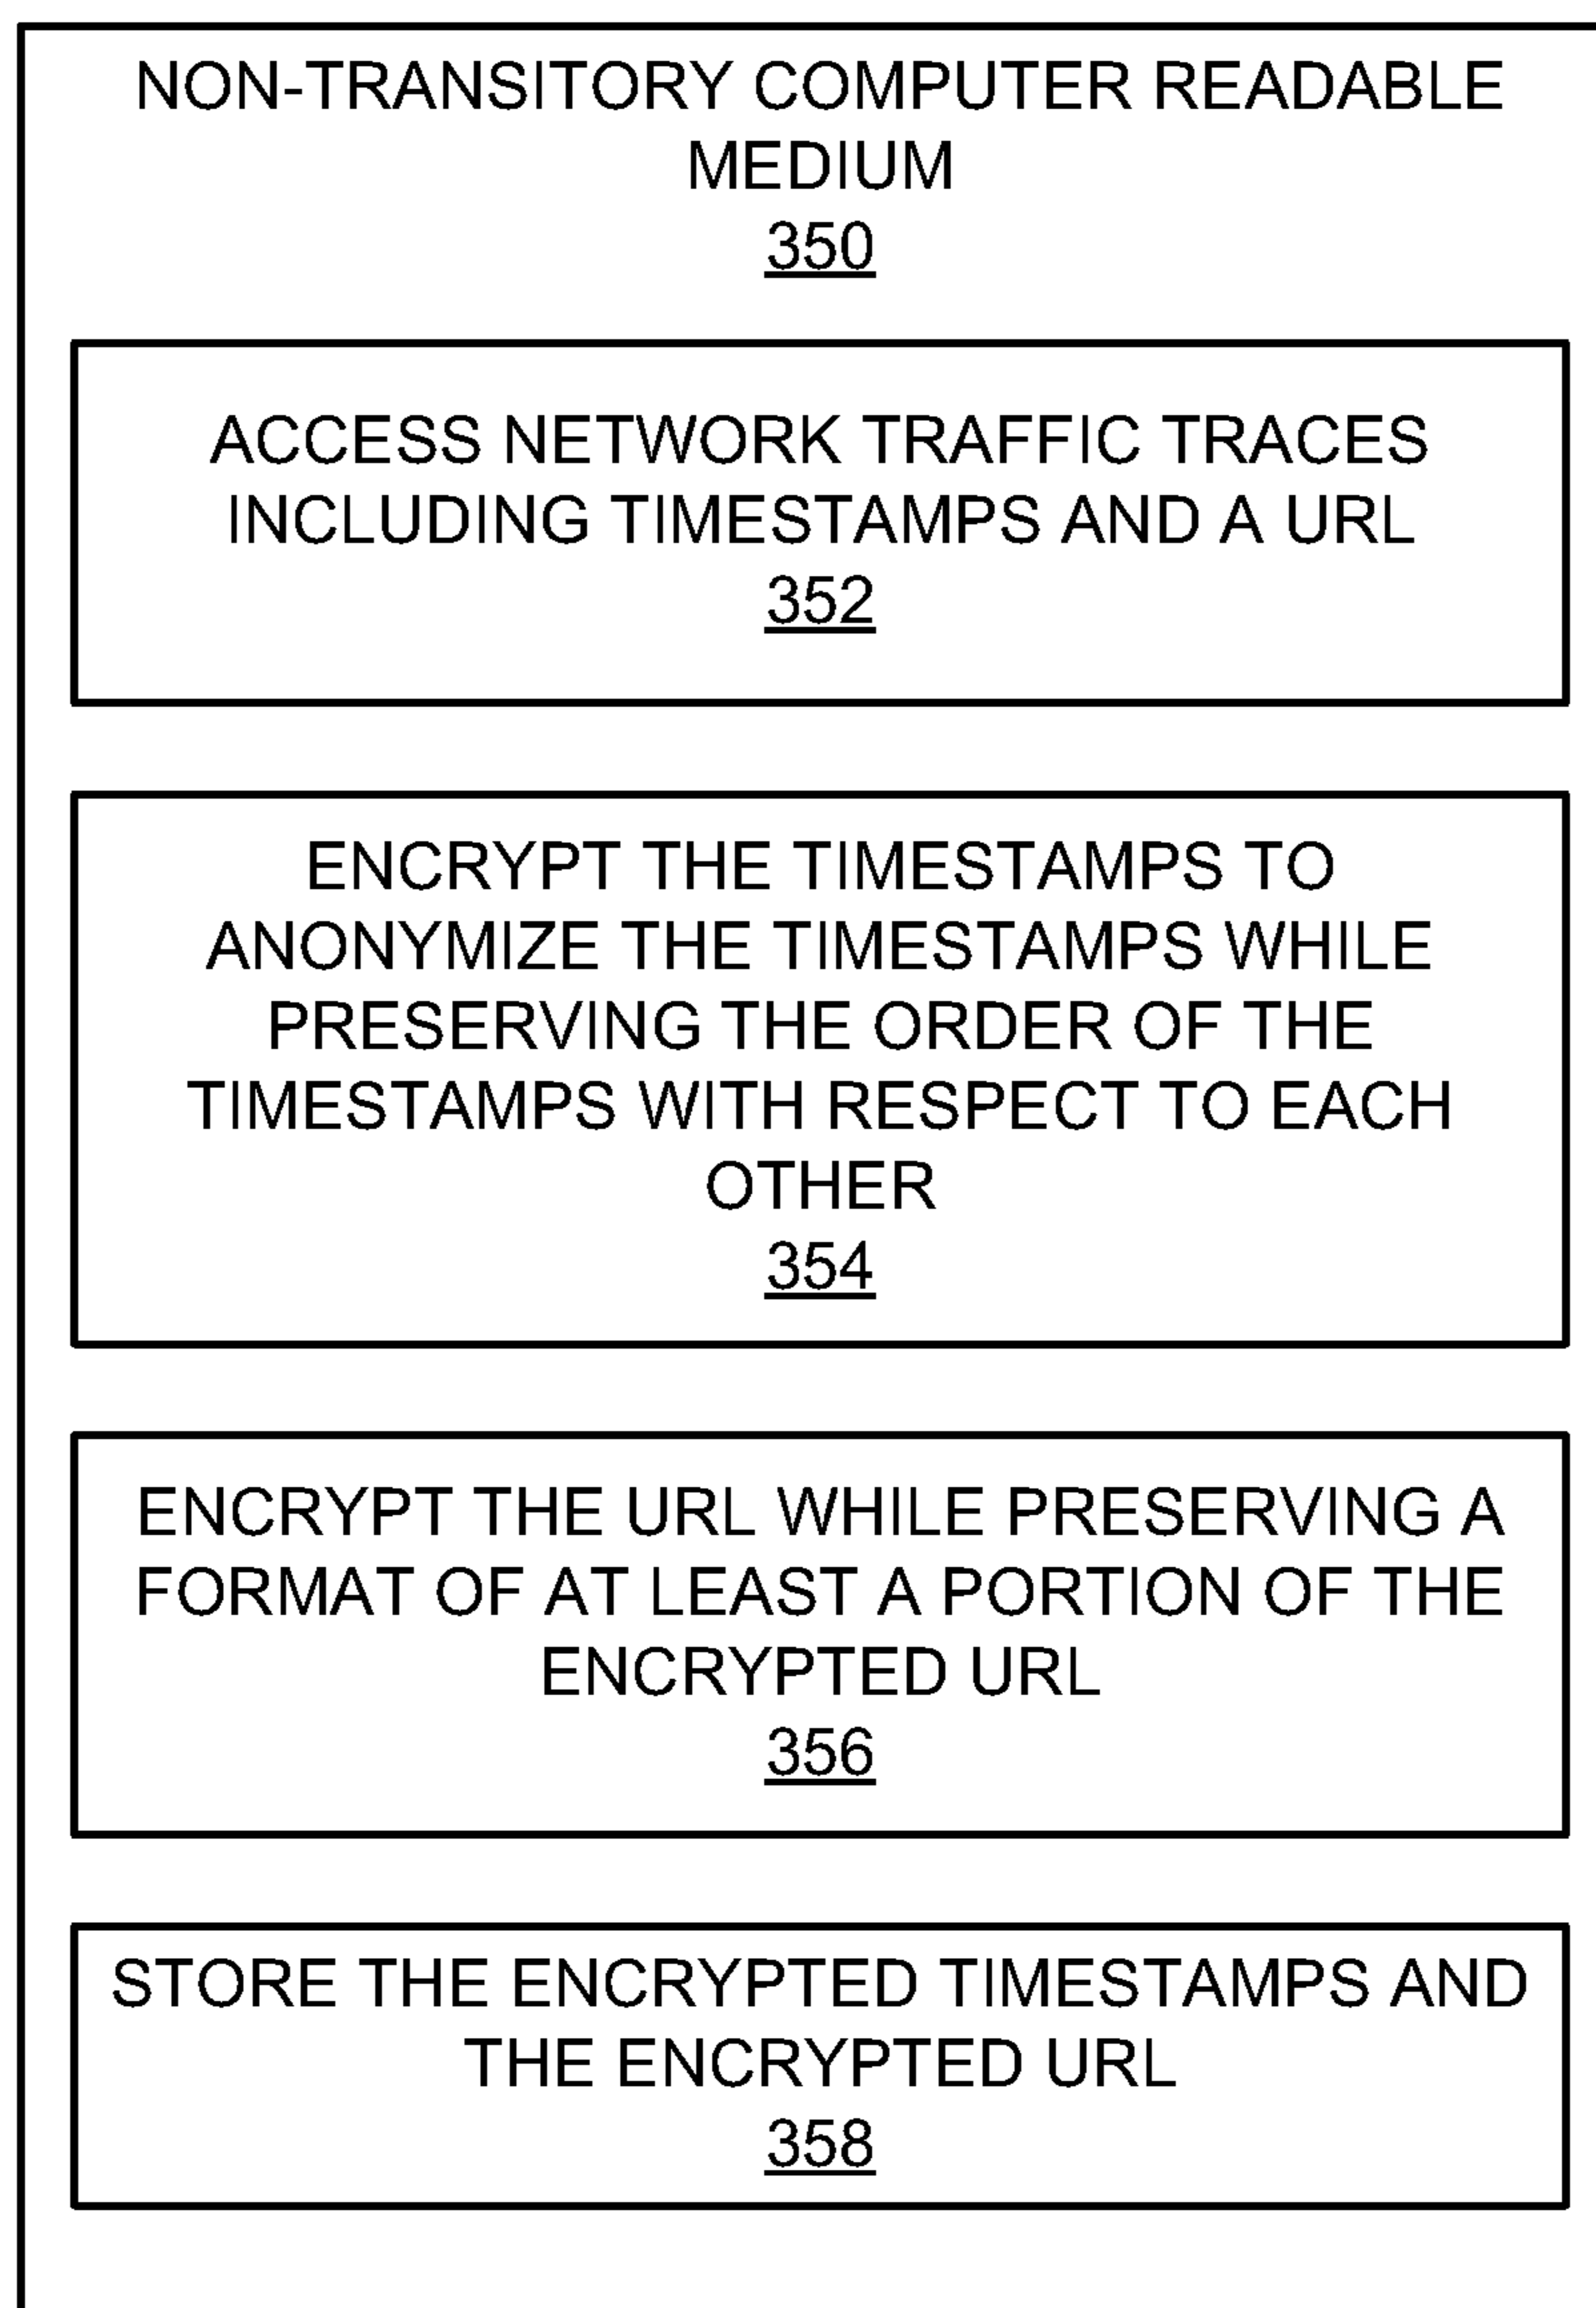 NON-TRANSITORY COMPUTER READABLE
MEDIUM
350
ACCESS NETWORK TRAFFIC TRACES
INCLUDING TIMESTAMPS AND A URL
352
ENCRYPT THE TIMESTAMPS TO
ANONYMIZE THE TIMESTAMPS WHILE
PRESERVING THE ORDER OF THE
TIMESTAMPS WITH RESPECT TO EACH
OTHER
354
ENCRYPT THE URL WHILE PRESERVING A
FORMAT OF AT LEAST A PORTION OF THE
ENCRYPTED URL
356
STORE THE ENCRYPTED TIMESTAMPS AND
THE ENCRYPTED URL
358